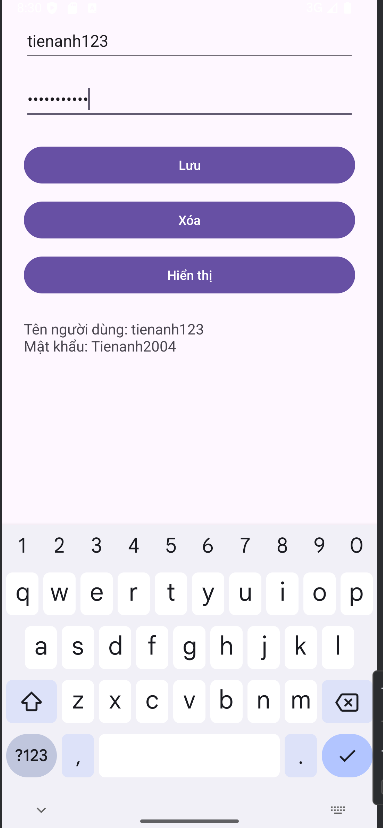 tienanh123
•••••••••••
Lưu
Xóa
Hiển thị
Tên người dùng: tienanh123
Mật khẩu: Tienanh2004
1 2 3 4 5 6 7 8 9 0
q w e r t y u i o p
a s d f g h j k l
z x c v b n m
?123 , .